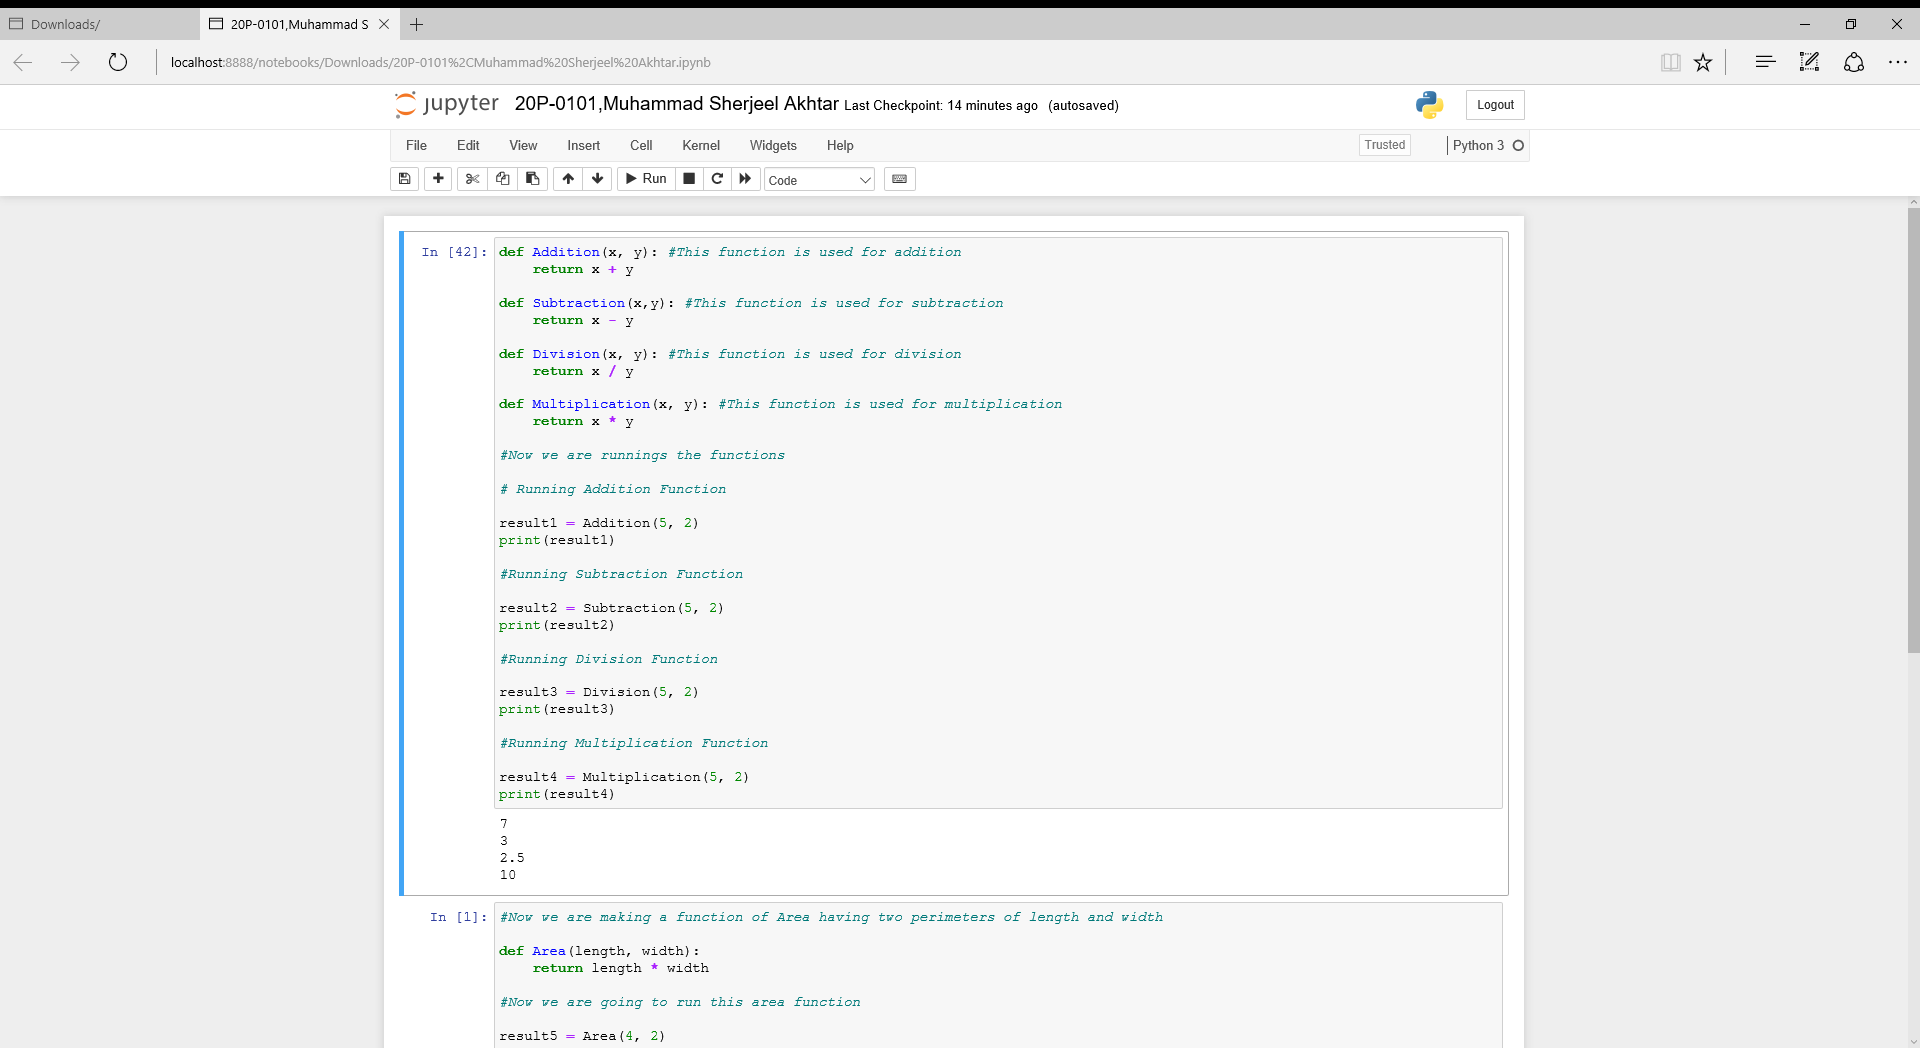 Downloads/
20P-0101,Muhammad S
localhost:8888/notebooks/Downloads/20P-0101%2CMuhammad%20Sherjeel%20Akhtar.ipynb
jupyter 20P-0101,Muhammad Sherjeel Akhtar Last Checkpoint: 14 minutes ago (autosaved)
Logout
File Edit View Insert Cell Kernel Widgets Help
Trusted
Python 3
Run
Code
In [42]:
def Addition(x, y): #This function is used for addition
    return x + y
def Subtraction(x,y): #This function is used for subtraction
    return x - y
def Division(x, y): #This function is used for division
    return x / y
def Multiplication(x, y): #This function is used for multiplication
    return x * y
#Now we are runnings the functions
# Running Addition Function
result1 = Addition(5, 2)
print(result1)
#Running Subtraction Function
result2 = Subtraction(5, 2)
print(result2)
#Running Division Function
result3 = Division(5, 2)
print(result3)
#Running Multiplication Function
result4 = Multiplication(5, 2)
print(result4)
7
3
2.5
10
In [1]:
#Now we are making a function of Area having two perimeters of length and width
def Area(length, width):
    return length * width
#Now we are going to run this area function
result5 = Area(4, 2)